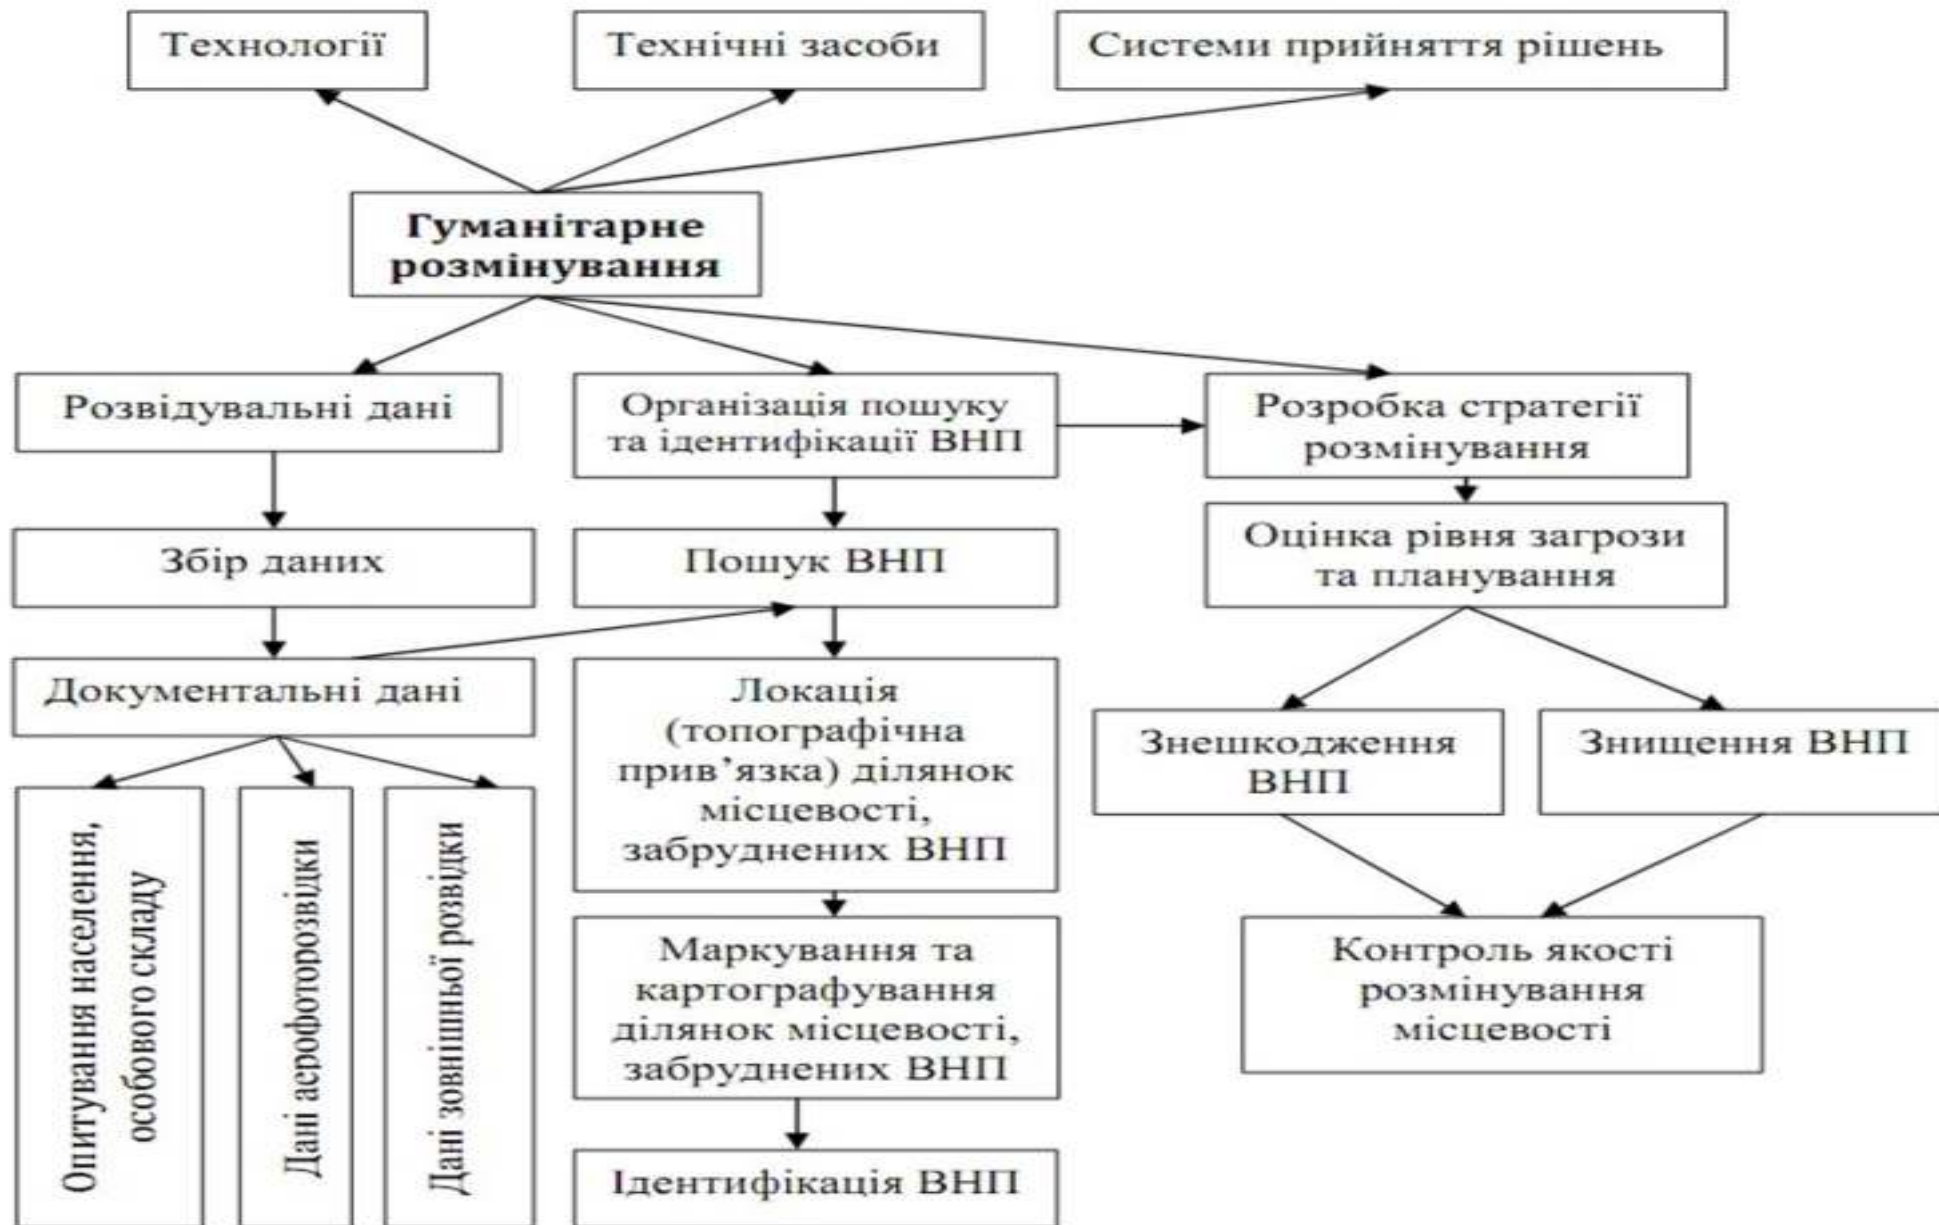 Технології
Технічні засоби
Системи прийняття рішень
Гуманітарне
розмінування
Розвідувальні дані
Організація пошуку
та ідентифікації ВНП
Розробка стратегії
розмінування
Збір даних
Пошук ВНП
Оцінка рівня загрози
та планування
Документальні дані
Локація
(топографічна
прив’язка) ділянок
місцевості,
забруднених ВНП
Знешкодження
ВНП
Знищення ВНП
Опитування населення,
особового складу
Дані аерофоторозвідки
Дані зовнішньої розвідки
Маркування та
картографування
ділянок місцевості,
забруднених ВНП
Контроль якості
розмінування
місцевості
Ідентифікація ВНП